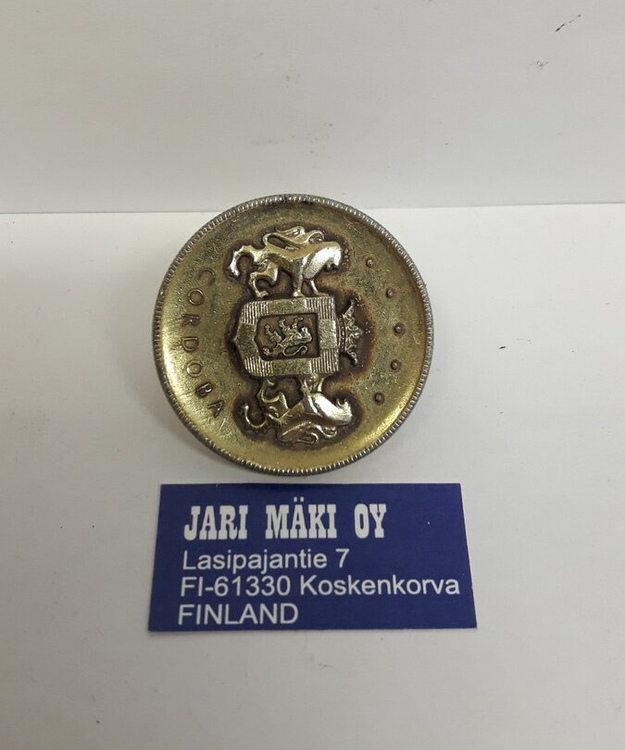 CORDOBA
JARI MÄKI OY
Lasipajantie 7
FI-61330 Koskenkorva
FINLAND